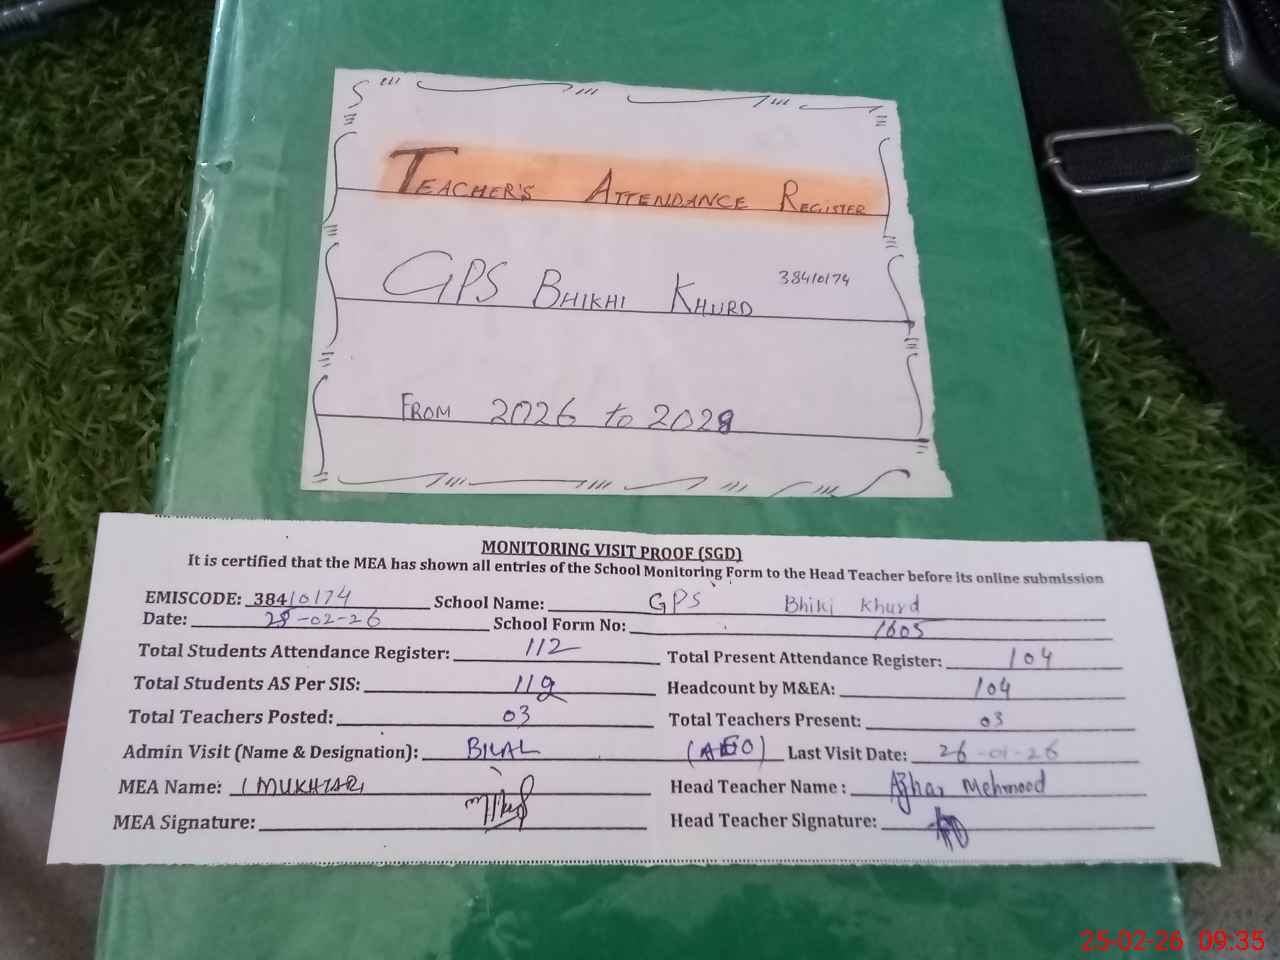 TEACHER'S ATTENDANCE REGISTER
GPS BHIKHI KHURD 38410174
FROM 2026 to 2028
MONITORING VISIT PROOF (SGD)
It is certified that the MEA has shown all entries of the School Monitoring Form to the Head Teacher before its online submission
EMISCODE: 38410174 School Name: GPS Bhiki Khurd
Date: 25-02-26 School Form No: 1605
Total Students Attendance Register: 112 Total Present Attendance Register: 104
Total Students AS Per SIS: 112 Headcount by M&EA: 104
Total Teachers Posted: 03 Total Teachers Present: 03
Admin Visit (Name & Designation): BILAL (AEO) Last Visit Date: 26-01-26
MEA Name: MUKHTAR Head Teacher Name : Azhar Mehmood
MEA Signature: Head Teacher Signature:
25-02-26 09:35